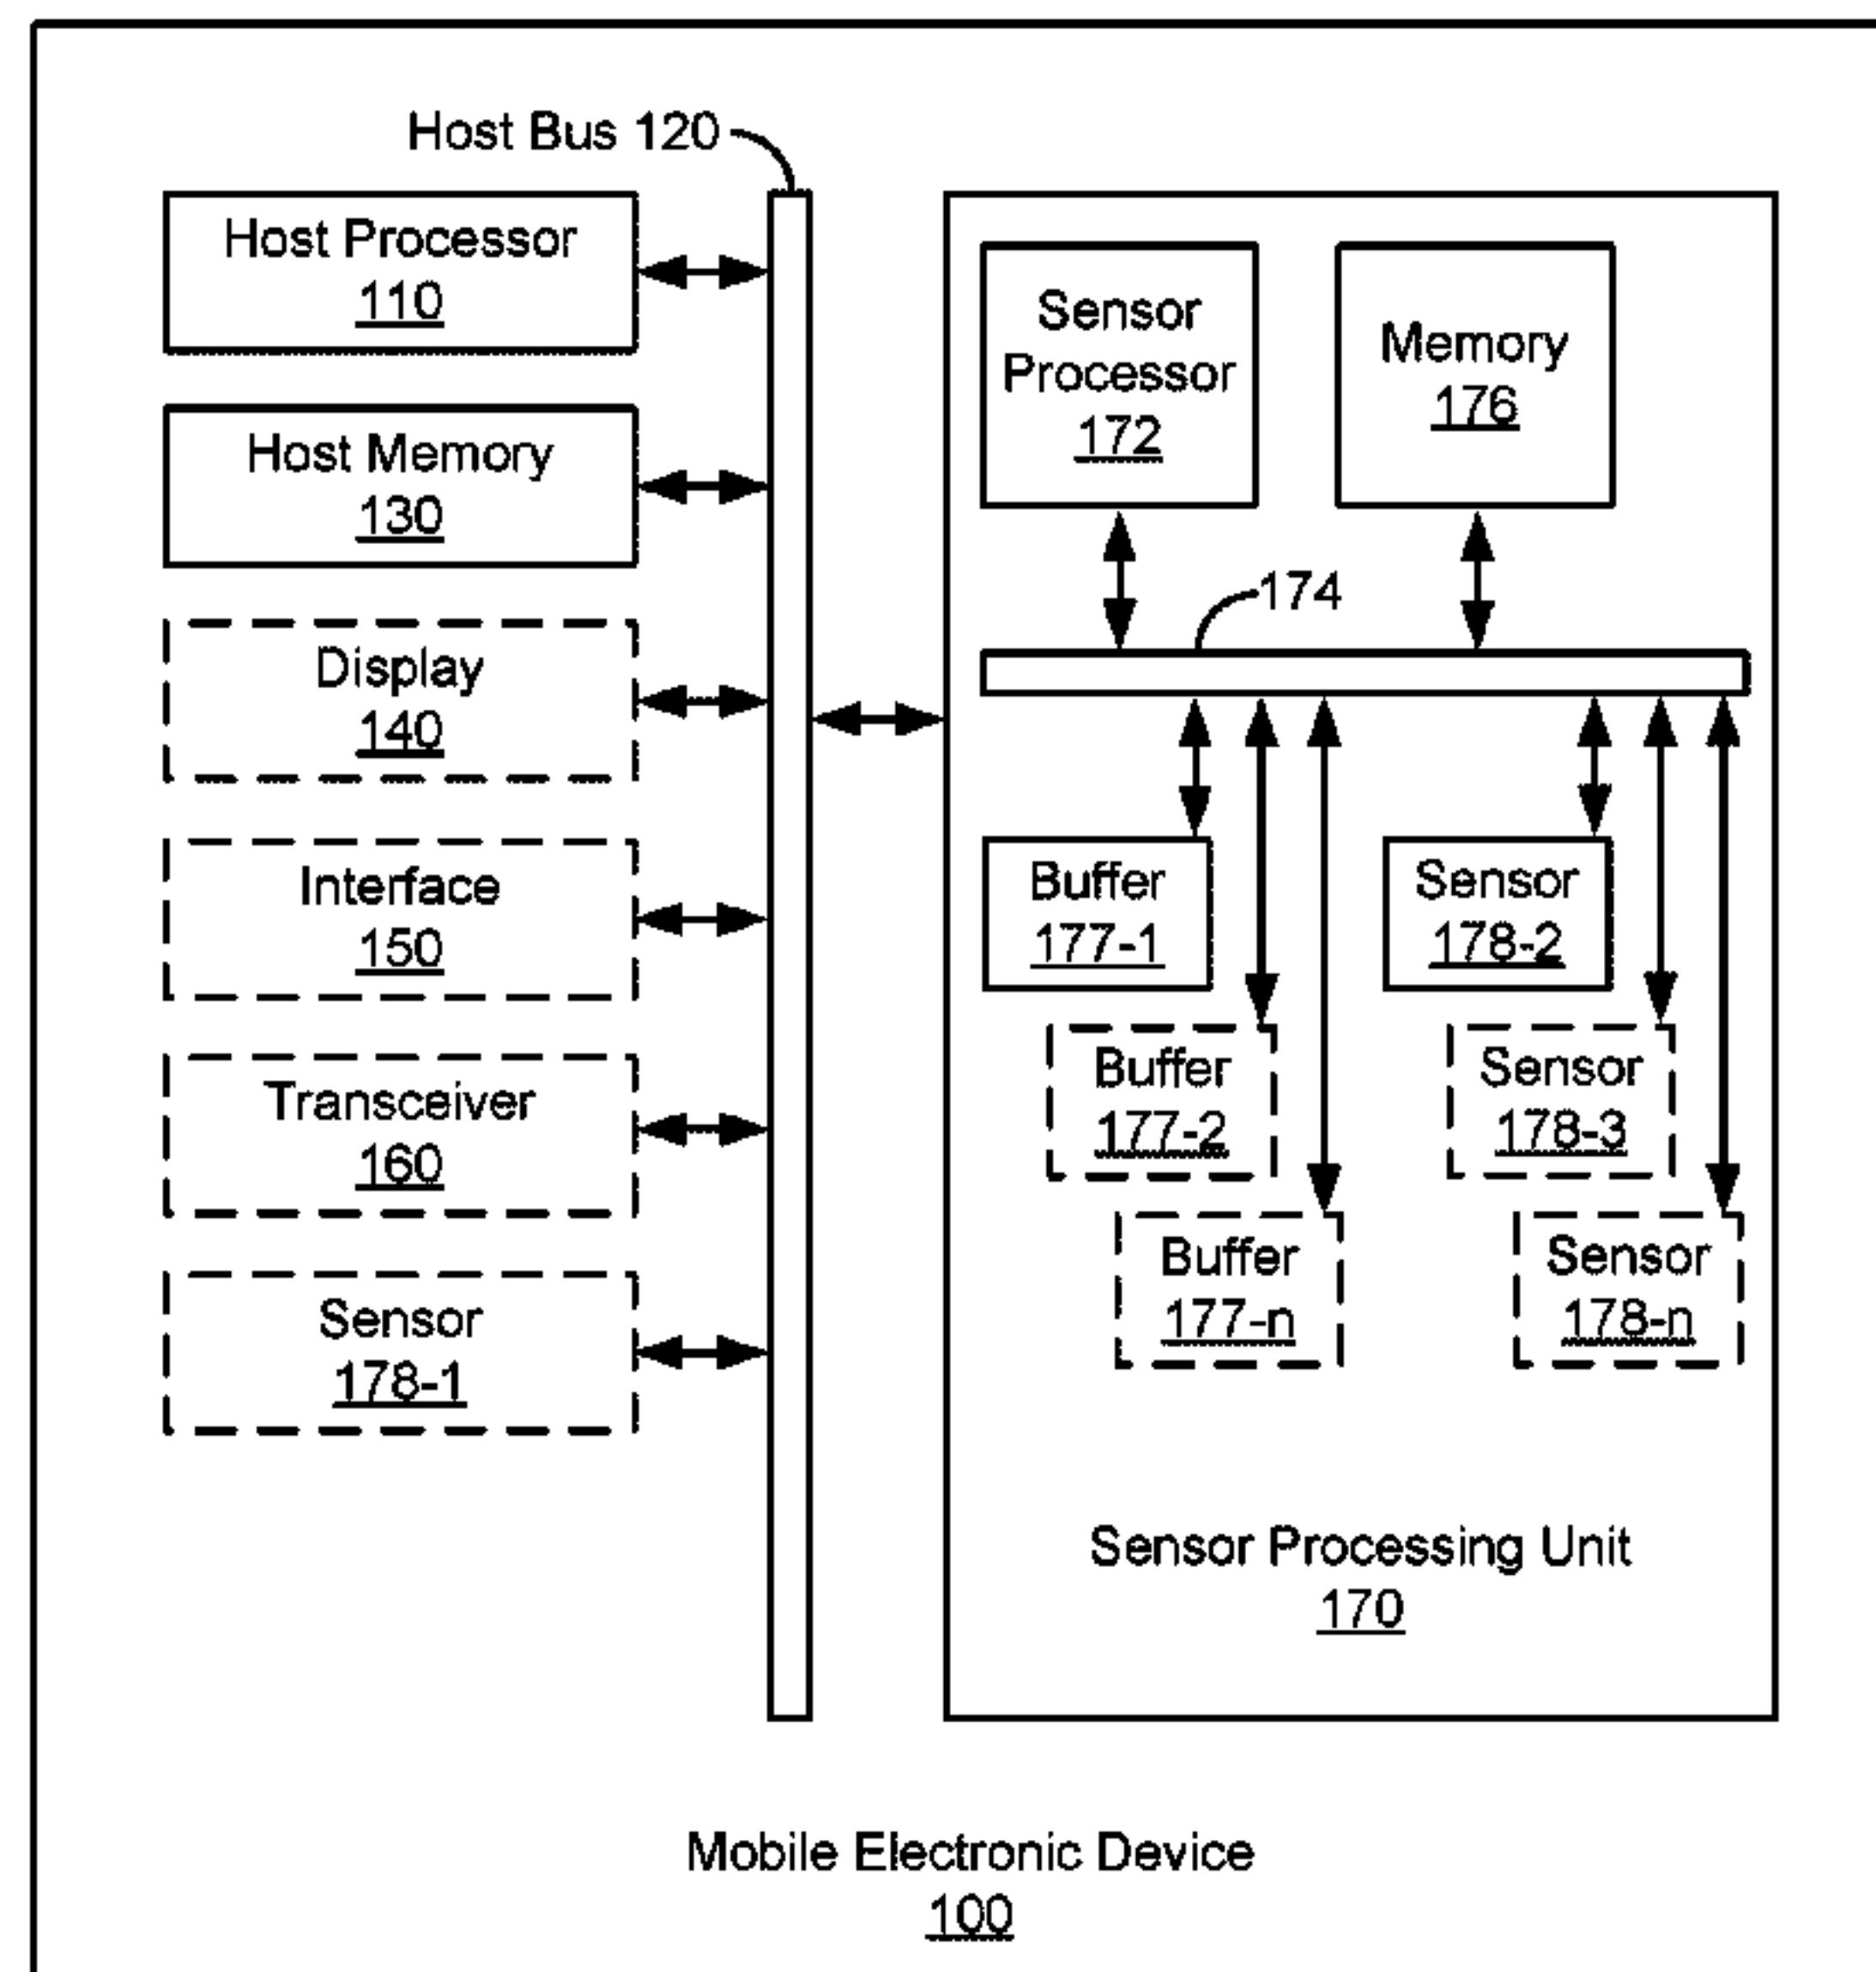 Host Bus 120
Host Processor
110
Host Memory
130
Display
140
Interface
150
Transceiver
160
Sensor
178-1
Sensor
Processor
172
Memory
176
174
Buffer
177-1
Sensor
178-2
Buffer
177-2
Sensor
178-3
Buffer
177-n
Sensor
178-n
Sensor Processing Unit
170
Mobile Electronic Device
100